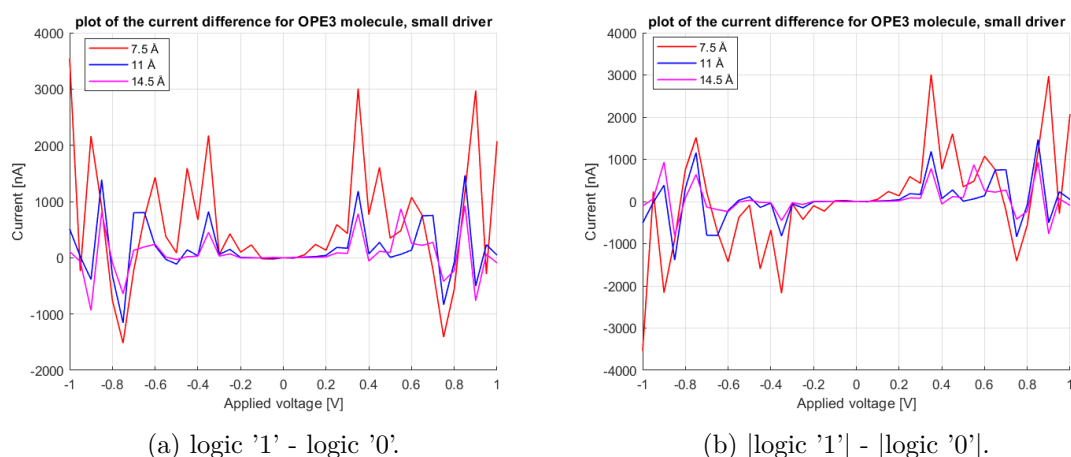 plot of the current difference for OPE3 molecule, small driver
4000
3000
2000
1000
0
-1000
-2000
Current [nA]
7.5 Å
11 Å
14.5 Å
-1 -0.8 -0.6 -0.4 -0.2 0 0.2 0.4 0.6 0.8 1
Applied voltage [V]
(a) logic '1' - logic '0'.
plot of the current difference for OPE3 molecule, small driver
4000
3000
2000
1000
0
-1000
-2000
-3000
-4000
Current [nA]
7.5 Å
11 Å
14.5 Å
-1 -0.8 -0.6 -0.4 -0.2 0 0.2 0.4 0.6 0.8 1
Applied voltage [V]
(b) |logic '1'| - |logic '0'|.